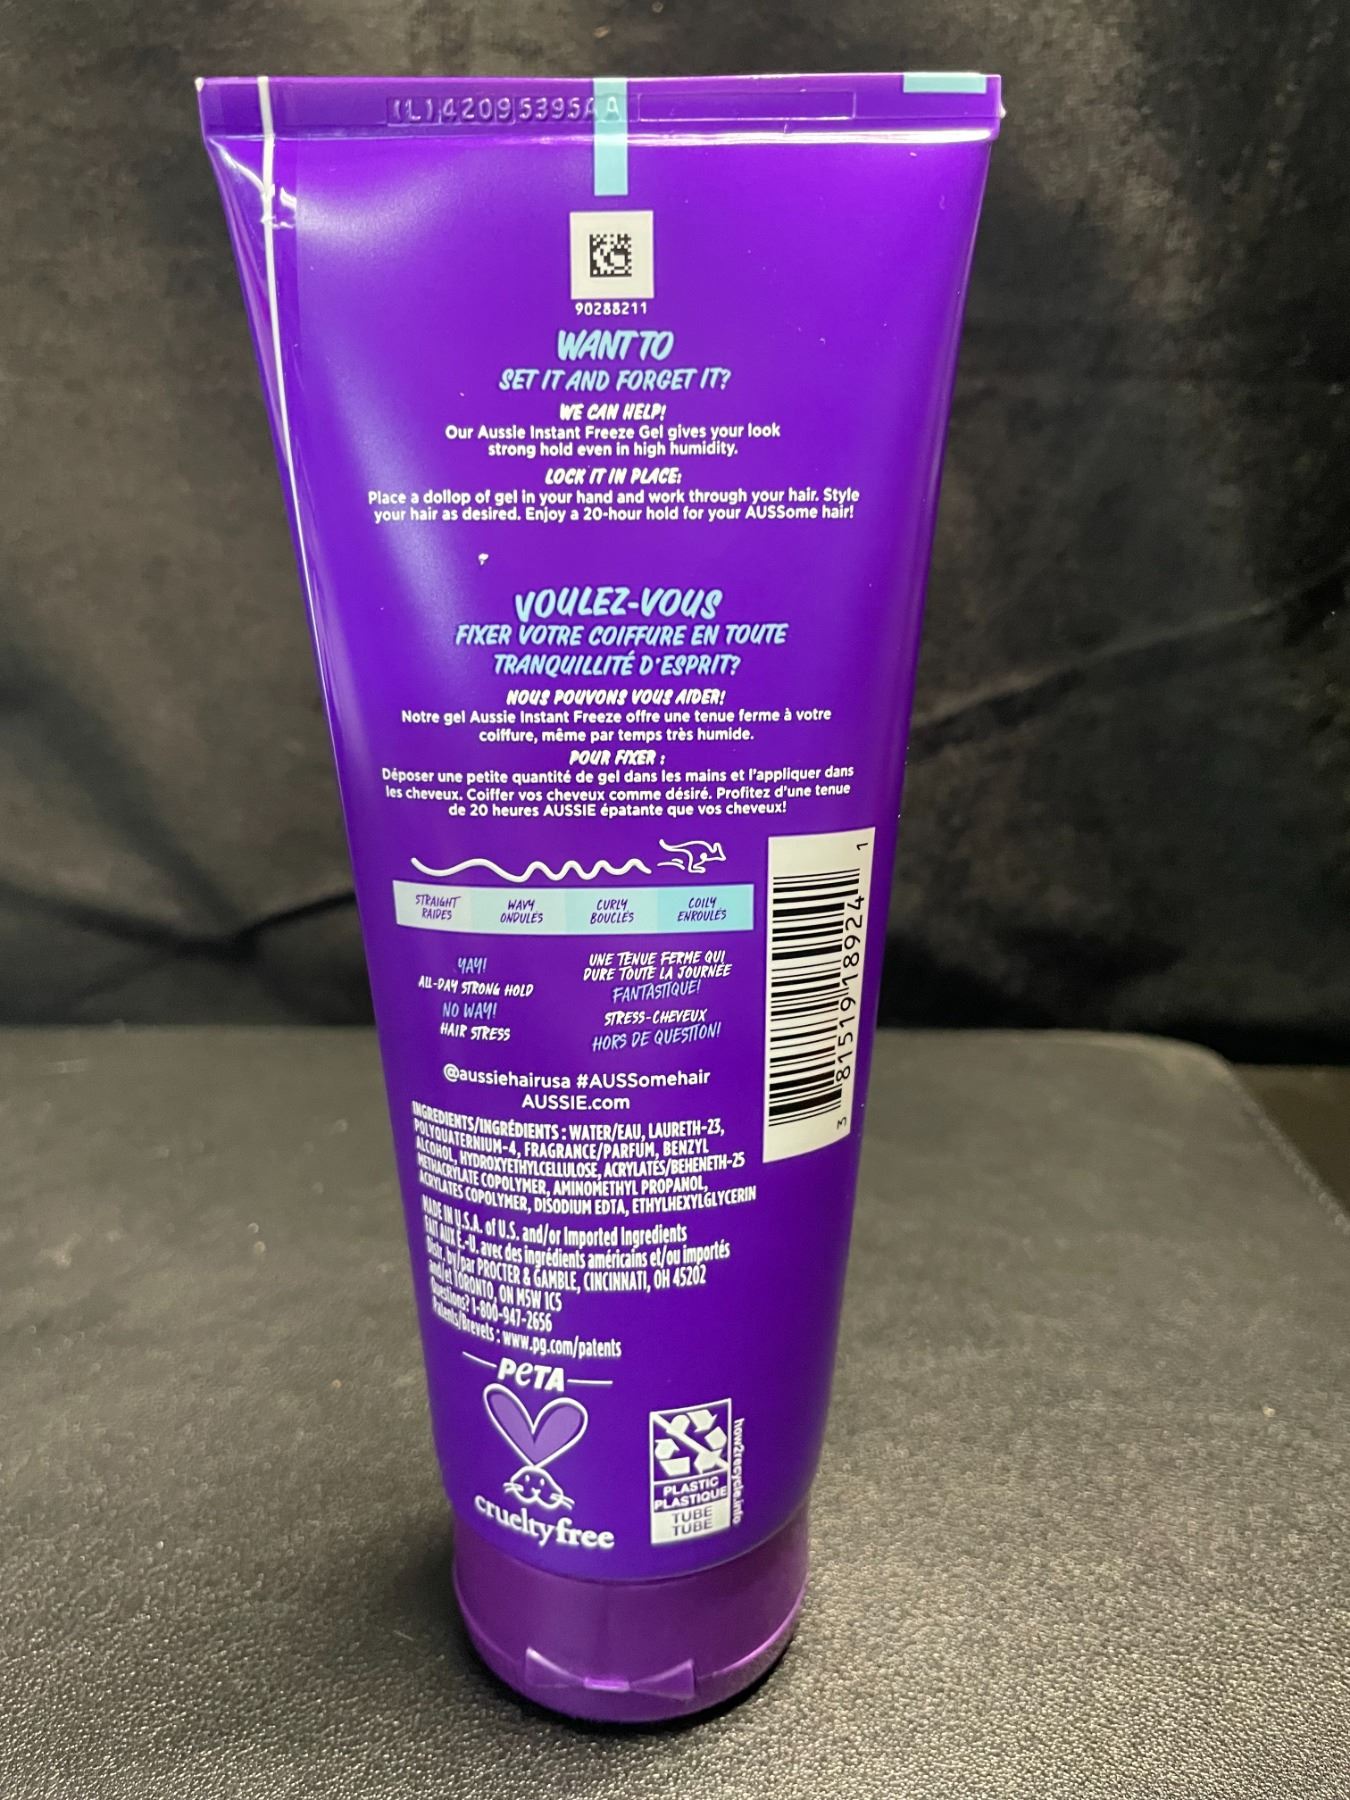 (L)42095395AA
90288211
WANT TO
SET IT AND FORGET IT?
WE CAN HELP!
Our Aussie Instant Freeze Gel gives your look
strong hold even in high humidity.
LOCK IT IN PLACE:
Place a dollop of gel in your hand and work through your hair. Style
your hair as desired. Enjoy a 20-hour hold for your AUSSome hair!
VOULEZ-VOUS
FIXER VOTRE COIFFURE EN TOUTE
TRANQUILLITÉ D'ESPRIT?
NOUS POUVONS VOUS AIDER!
Notre gel Aussie Instant Freeze offre une tenue ferme à votre
coiffure, même par temps très humide.
POUR FIXER :
Déposer une petite quantité de gel dans les mains et l'appliquer dans
les cheveux. Coiffer vos cheveux comme désiré. Profitez d'une tenue
de 20 heures AUSSIE épatante que vos cheveux!
STRAIGHT
RAIDES
WAVY
ONDULÉS
CURLY
BOUCLÉS
COILY
ENROULÉS
YAY!
ALL-DAY STRONG HOLD
NO WAY!
HAIR STRESS
UNE TENUE FERME QUI
DURE TOUTE LA JOURNÉE
FANTASTIQUE!
STRESS-CHEVEUX
HORS DE QUESTION!
3 81519 18924 1
@aussiehairusa #AUSSomehair
AUSSIE.com
INGREDIENTS/INGRÉDIENTS : WATER/EAU, LAURETH-23,
POLYQUATERNIUM-4, FRAGRANCE/PARFUM, BENZYL
ALCOHOL, HYDROXYETHYLCELLULOSE, ACRYLATES/BEHENETH-25
METHACRYLATE COPOLYMER, AMINOMETHYL PROPANOL,
ACRYLATES COPOLYMER, DISODIUM EDTA, ETHYLHEXYLGLYCERIN
MADE IN U.S.A. of U.S. and/or Imported Ingredients
FAIT AUX É.-U. avec des ingrédients américains et/ou importés
Distr. by/par PROCTER & GAMBLE, CINCINNATI, OH 45202
and/et TORONTO, ON M5W 1C5
Questions? 1-800-947-2656
Patents/Brevets : www.pg.com/patents
PETA
crueltyfree
PLASTIC
PLASTIQUE
TUBE
TUBE
how2recycle.info